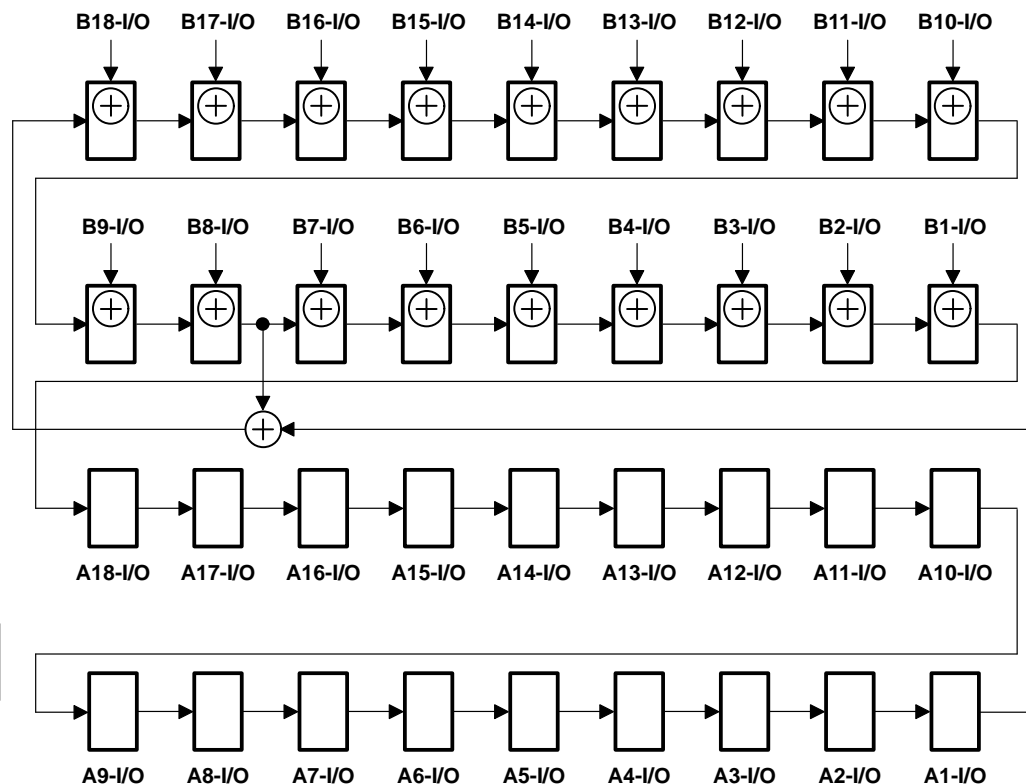 B18-I/O B17-I/O B16-I/O B15-I/O B14-I/O B13-I/O B12-I/O B11-I/O B10-I/O
B9-I/O B8-I/O B7-I/O B6-I/O B5-I/O B4-I/O B3-I/O B2-I/O B1-I/O
A18-I/O A17-I/O A16-I/O A15-I/O A14-I/O A13-I/O A12-I/O A11-I/O A10-I/O
A9-I/O A8-I/O A7-I/O A6-I/O A5-I/O A4-I/O A3-I/O A2-I/O A1-I/O